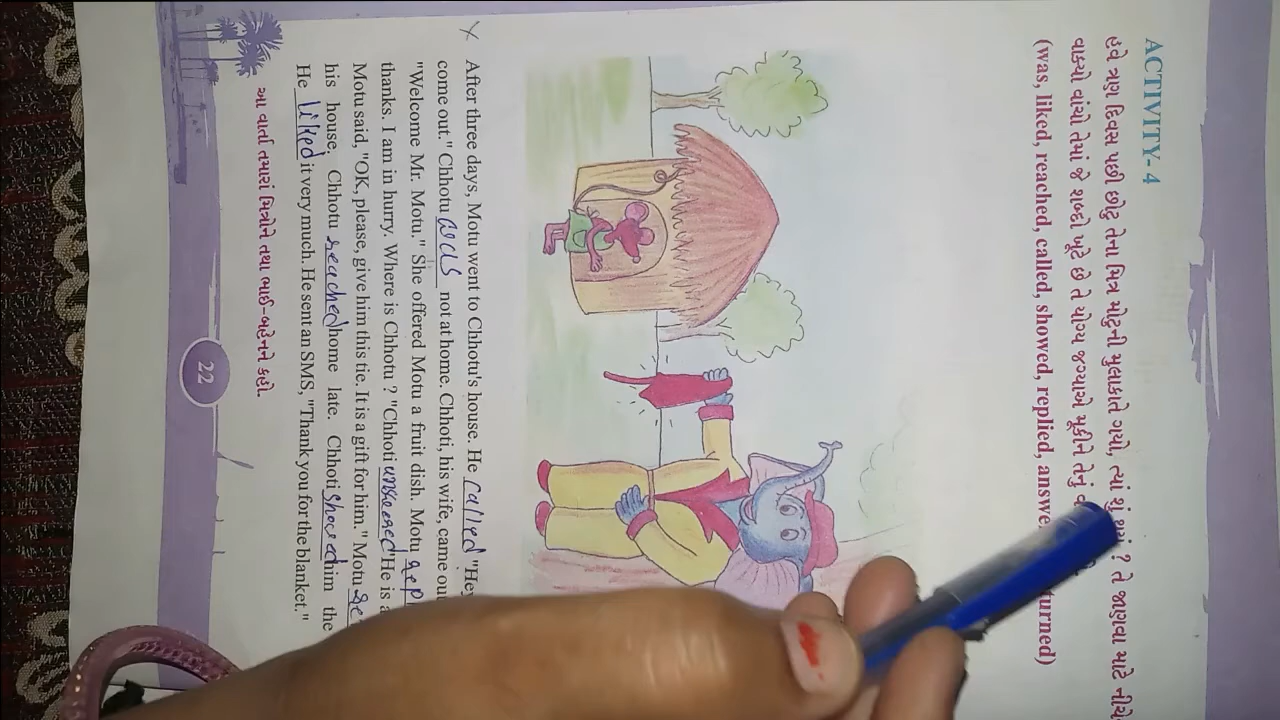 ACTIVITY- 4
હવે ત્રણ દિવસ પછી છોટુ તેના મિત્ર મોટુની મુલાકાતે ગયો, ત્યાં શું થયું ? તે જાણવા માટે નીચે
વાક્યો વાંચો તેમાં જે શબ્દો ખૂટે છે તે યોગ્ય જગ્યાએ મૂકીને તેનું
(was, liked, reached, called, showed, replied, answe turned)
After three days, Motu went to Chhotu's house. He called "Hey
come out." Chhotu was not at home. Chhoti, his wife, came out
"Welcome Mr. Motu." She offered Motu a fruit dish. Motu repl
thanks. I am in hurry. Where is Chhotu ? "Chhoti answered "He is a
Motu said, "OK, please, give him this tie. It is a gift for him." Motu re
his house. Chhotu reached home late. Chhoti showed him the
He liked it very much. He sent an SMS, "Thank you for the blanket."
આ વાર્તા તમારાં મિત્રોને તથા ભાઈ-બહેનને કહો.
22